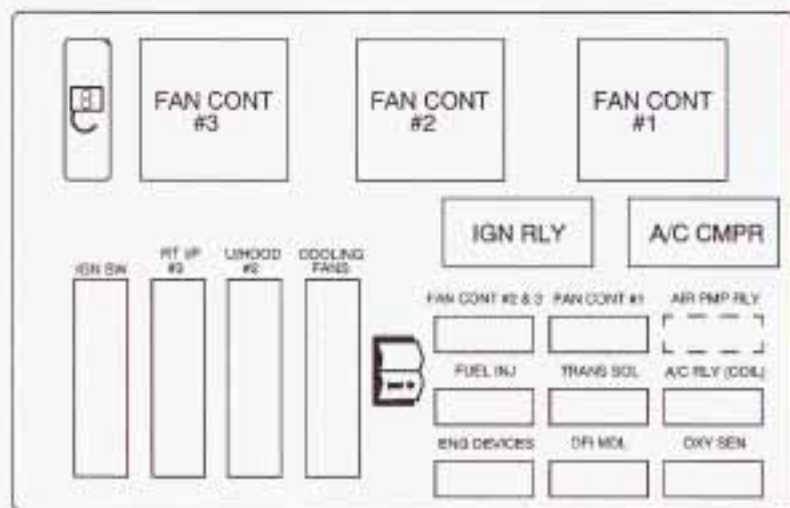 FAN CONT
#3
FAN CONT
#2
FAN CONT
#1
IGN RLY
A/C CMPR
IGN SW
RT I/P
#3
U/HOOD
#2
COOLING
FANS
FAN CONT #2 & 3
FAN CONT #1
AIR PMP RLY
FUEL INJ
TRANS SOL
A/C RLY (COIL)
ENG DEVICES
DFI MDL
OXY SEN